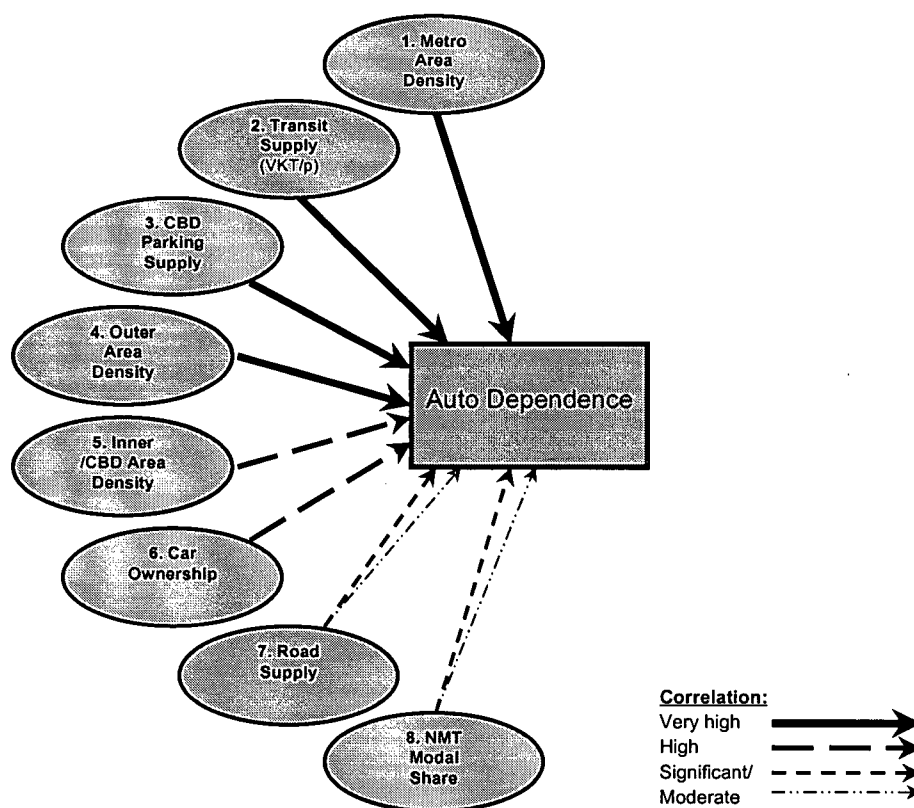 1. Metro
Area
Density
2. Transit
Supply
(VKT/p)
3. CBD
Parking
Supply
4. Outer
Area
Density
Auto Dependence
5. Inner
/CBD Area
Density
6. Car
Ownership
7. Road
Supply
8. NMT
Modal
Share
Correlation:
Very high
High
Significant/
Moderate